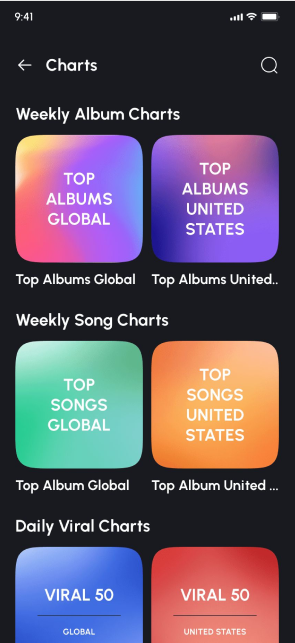 9:41
Charts
Weekly Album Charts
TOP
ALBUMS
GLOBAL
TOP
ALBUMS
UNITED
STATES
Top Albums Global
Top Albums United..
Weekly Song Charts
TOP
SONGS
GLOBAL
TOP
SONGS
UNITED
STATES
Top Album Global
Top Album United ...
Daily Viral Charts
VIRAL 50
GLOBAL
VIRAL 50
UNITED STATES